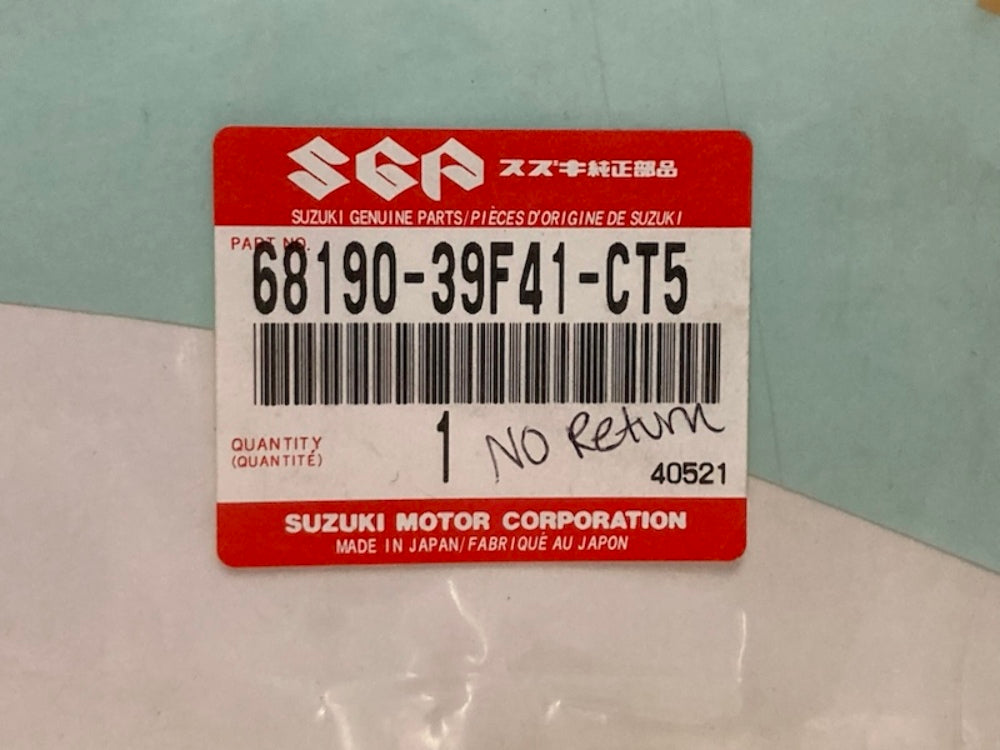 SGP スズキ純正部品
SUZUKI GENUINE PARTS/PIÈCES D'ORIGINE DE SUZUKI
PART NO.
68190-39F41-CT5
QUANTITY
(QUANTITÉ)
1
NO Return
40521
SUZUKI MOTOR CORPORATION
MADE IN JAPAN/FABRIQUÉ AU JAPON